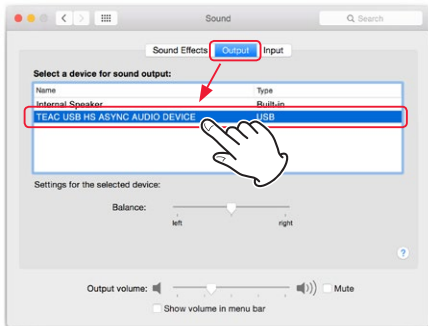 Sound
Search
Sound Effects Output Input
Select a device for sound output:
Name Type
Internal Speaker Built-in
TEAC USB HS ASYNC AUDIO DEVICE USB
Settings for the selected device:
Balance:
left right
?
Output volume: Mute
Show volume in menu bar